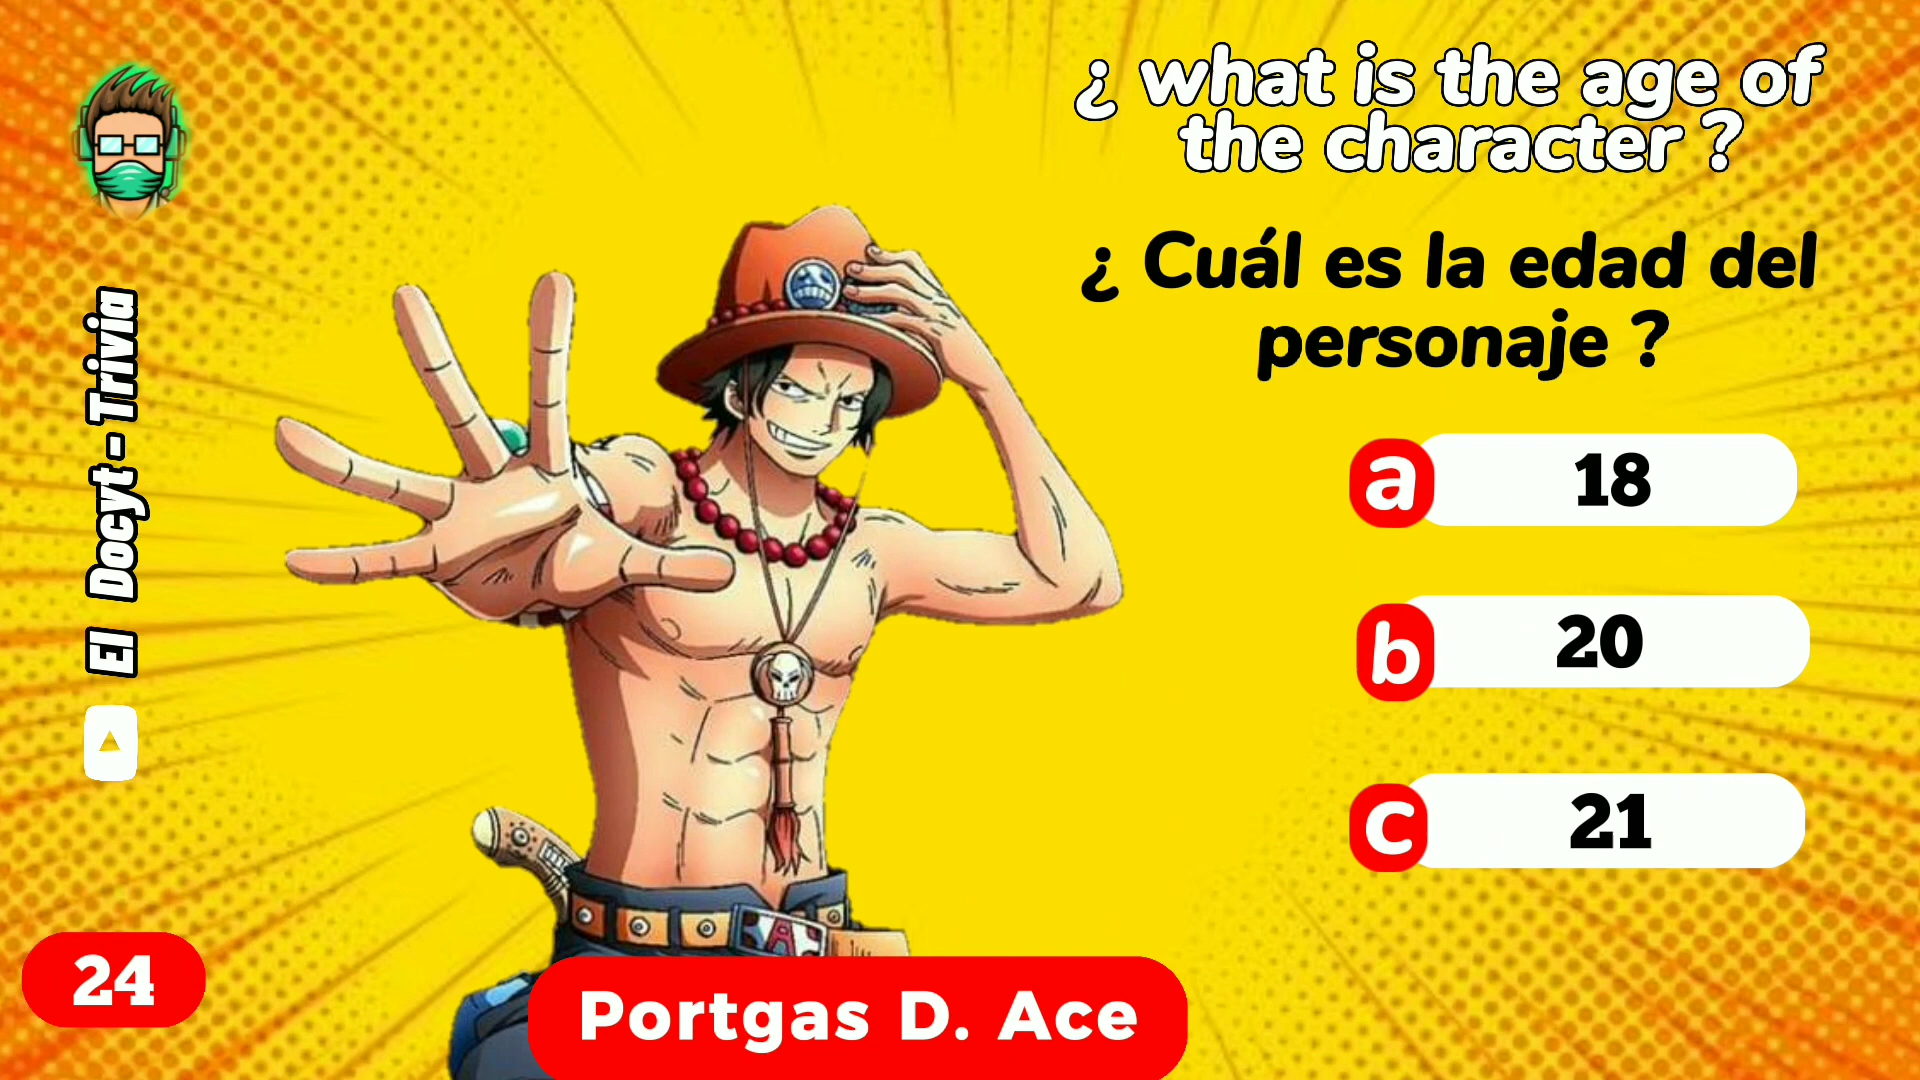 ¿ what is the age of
the character ?
¿ Cuál es la edad del
personaje ?
a 18
b 20
c 21
El Docyt - Trivia
24
Portgas D. Ace
A